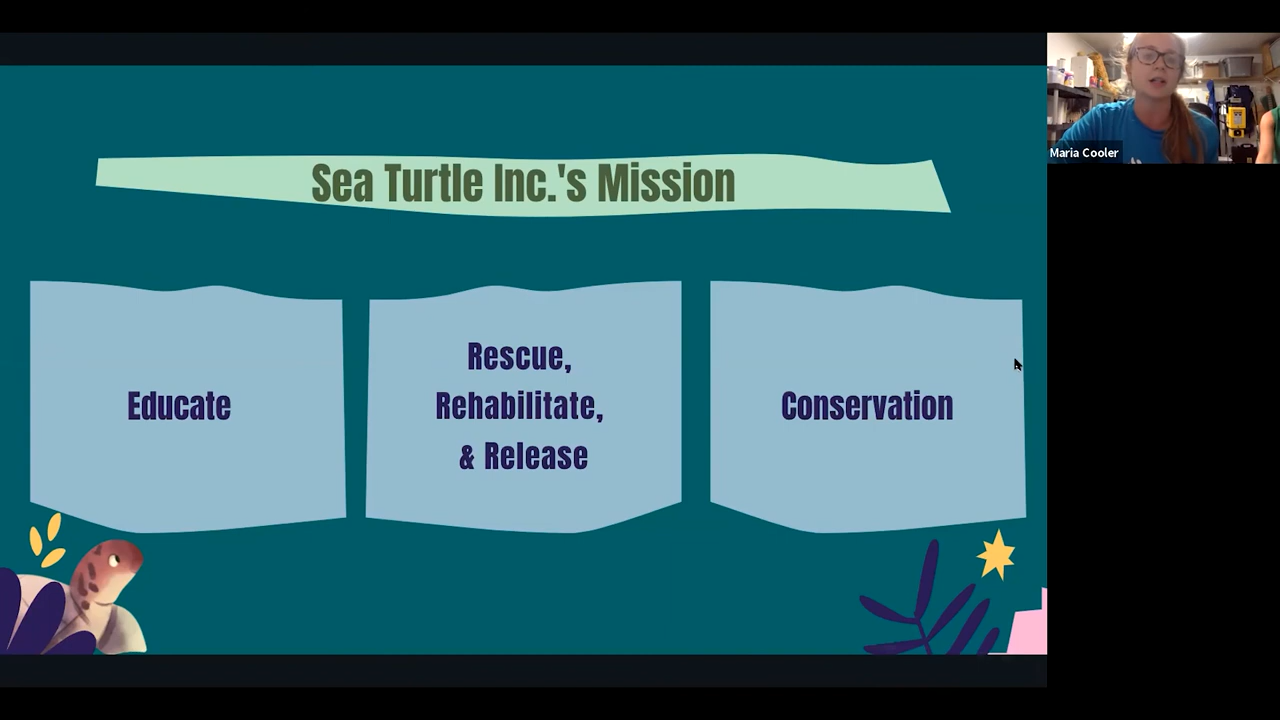 Sea Turtle Inc.'s Mission
Educate
Rescue,
Rehabilitate,
& Release
Conservation
Maria Cooler